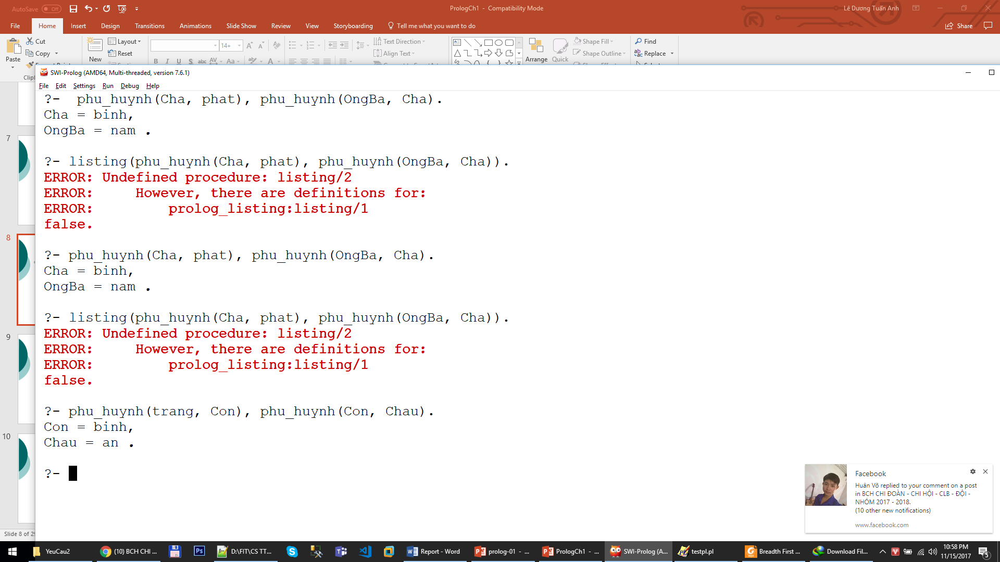 AutoSave Off
PrologCh1 - Compatibility Mode
Lê Dương Tuấn Anh
File Home Insert Design Transitions Animations Slide Show Review View Storyboarding Tell me what you want to do Share
Paste
Cut
Copy
New
Layout
Reset
14+
Text Direction
Align Text
Arrange
Quick
Shape Fill
Shape Outline
Find
Replace
SWI-Prolog (AMD64, Multi-threaded, version 7.6.1)
File Edit Settings Run Debug Help
?-  phu_huynh(Cha, phat), phu_huynh(OngBa, Cha).
Cha = binh,
OngBa = nam .
?- listing(phu_huynh(Cha, phat), phu_huynh(OngBa, Cha)).
ERROR: Undefined procedure: listing/2
ERROR:     However, there are definitions for:
ERROR:         prolog_listing:listing/1
false.
?- phu_huynh(Cha, phat), phu_huynh(OngBa, Cha).
Cha = binh,
OngBa = nam .
?- listing(phu_huynh(Cha, phat), phu_huynh(OngBa, Cha)).
ERROR: Undefined procedure: listing/2
ERROR:     However, there are definitions for:
ERROR:         prolog_listing:listing/1
false.
?- phu_huynh(trang, Con), phu_huynh(Con, Chau).
Con = binh,
Chau = an .
?-
7
8
9
10
Slide 8 of 29
Facebook
Huân Võ replied to your comment on a post
in BCH CHI ĐOÀN - CHI HỘI - CLB - ĐỘI -
NHÓM 2017 - 2018.
(10 other new notifications)
www.facebook.com
YeuCau2
(10) BCH CHI ...
D:\FIT\CS TT...
Report - Word
prolog-01 - ...
PrologCh1 - ...
SWI-Prolog (A...
testpl.pl
Breadth First ...
Download Fil...
10:58 PM
11/15/2017
5